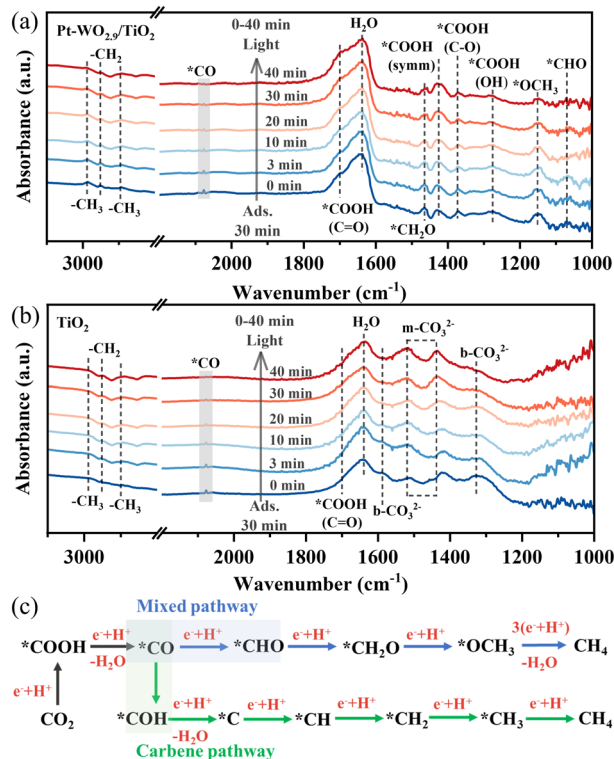 (a)
Pt-WO2.9/TiO2
-CH2
-CH3
-CH3
*CO
0-40 min
Light
H2O
*COOH
(symm)
*COOH
(C-O)
*COOH
(OH)
*OCH3
*CHO
40 min
30 min
20 min
10 min
3 min
0 min
Ads.
30 min
*COOH
(C=O)
*CH2O
Absorbance (a.u.)
3000 2000 1800 1600 1400 1200 1000
Wavenumber (cm-1)
(b)
TiO2
-CH2
-CH3
-CH3
*CO
0-40 min
Light
H2O
m-CO32-
b-CO32-
40 min
30 min
20 min
10 min
3 min
0 min
Ads.
30 min
*COOH
(C=O)
b-CO32-
Absorbance (a.u.)
3000 2000 1800 1600 1400 1200 1000
Wavenumber (cm-1)
(c)
Mixed pathway
*COOH e-+H+ -H2O *CO e-+H+ *CHO e-+H+ *CH2O e-+H+ *OCH3 3(e-+H+) -H2O CH4
e-+H+
CO2 *COH e-+H+ -H2O *C e-+H+ *CH e-+H+ *CH2 e-+H+ *CH3 e-+H+ CH4
Carbene pathway